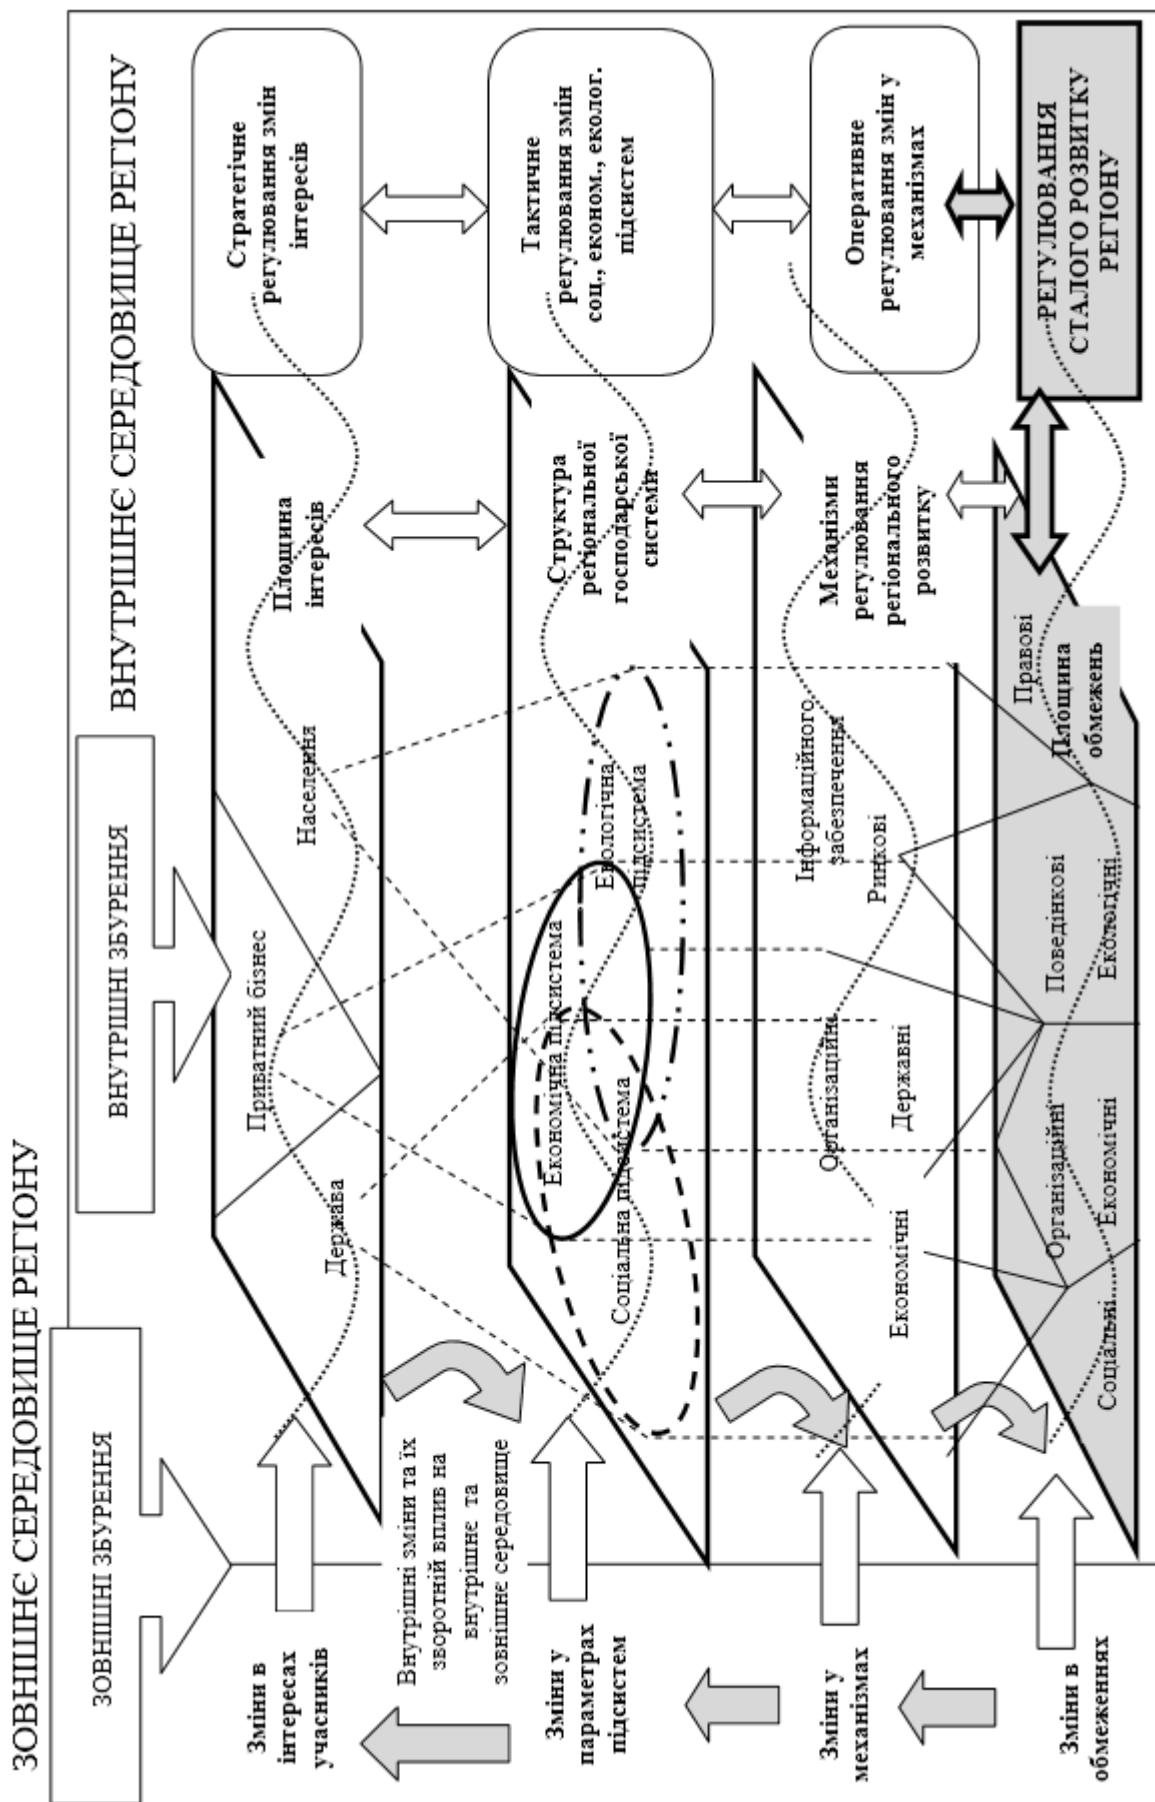 ЗОВНІШНЄ СЕРЕДОВИЩЕ РЕГІОНУ
ЗОВНІШНІ ЗБУРЕННЯ
ВНУТРІШНІ ЗБУРЕННЯ
ВНУТРІШНЄ СЕРЕДОВИЩЕ РЕГІОНУ
Зміни в
інтересах
учасників
Держава
Приватний бізнес
Населення
Площина
інтересів
Стратегічне
регулювання змін
інтересів
Внутрішні зміни та їх
зворотній вплив на
внутрішнє та
зовнішнє середовище
Зміни у
параметрах
підсистем
Соціальна підсистема
Економічна підсистема
Екологічна
підсистема
Структура
регіональної
господарської
системи
Тактичне
регулювання змін
соц., економ., еколог.
підсистем
Зміни у
механізмах
Економічні
Організаційні
Державні
Інформаційного
забезпечення
Ринкові
Механізми
регулювання
регіонального
розвитку
Оперативне
регулювання змін у
механізмах
Зміни в
обмеженнях
Соціальні
Організаційні
Економічні
Поведінкові
Екологічні
Правові
Площина
обмежень
РЕГУЛЮВАННЯ
СТАЛОГО РОЗВИТКУ
РЕГІОНУ